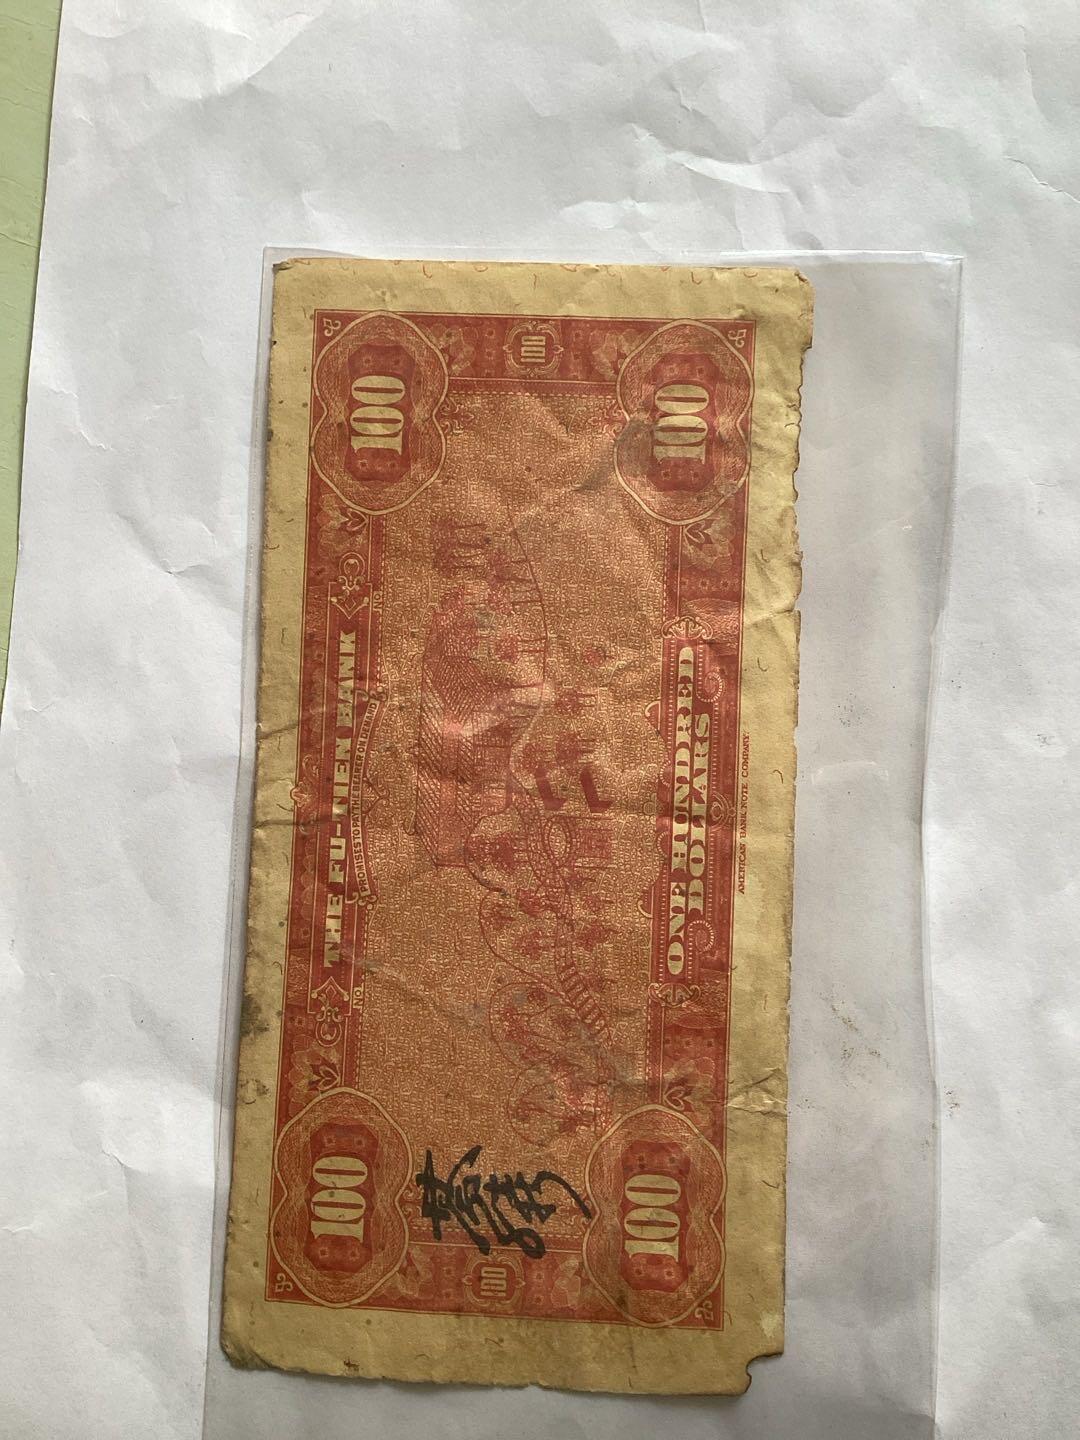 100 100 100
THE FU-TIEN BANK
PROMISES TO PAY THE BEARER ON DEMAND
NO. NO.
ONE HUNDRED
DOLLARS
100 100 100
AMERICAN BANK NOTE COMPANY.